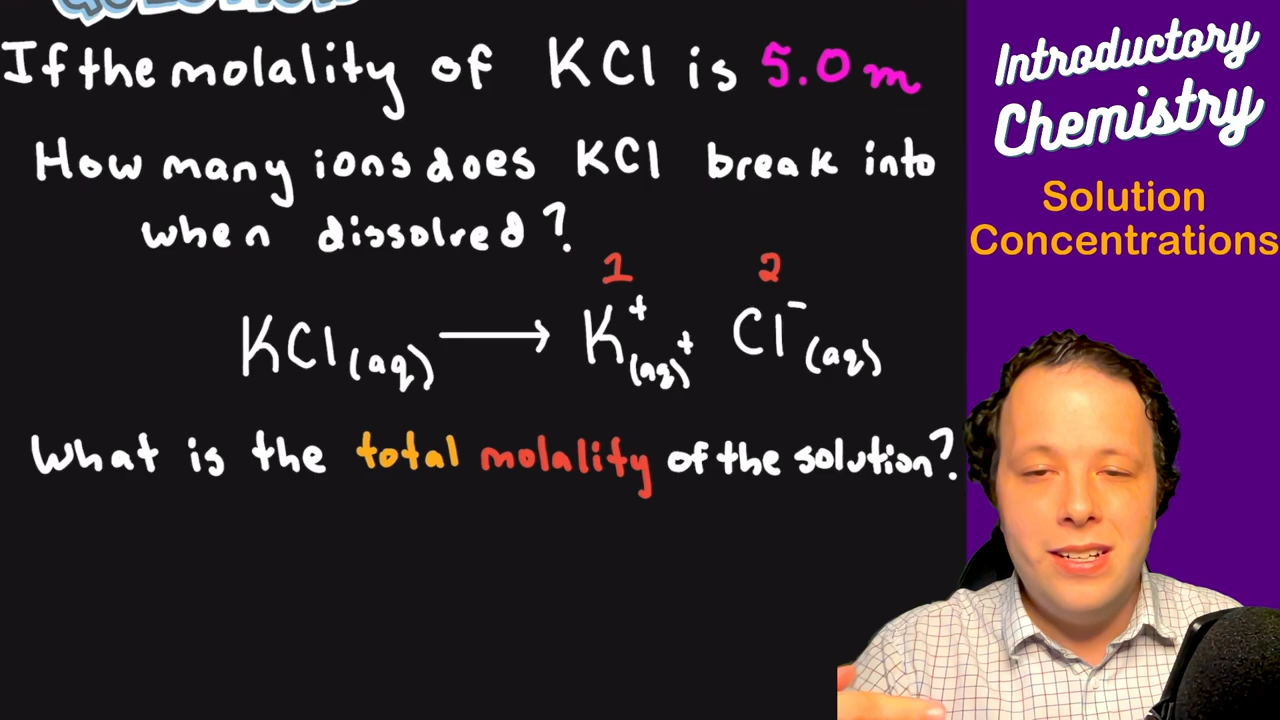 QUESTION
If the molality of KCl is 5.0 m
How many ions does KCl break into
when dissolved?
1 2
KCl(aq) → K⁺(aq) + Cl⁻(aq)
What is the total molality of the solution?
Introductory
Chemistry
Solution
Concentrations